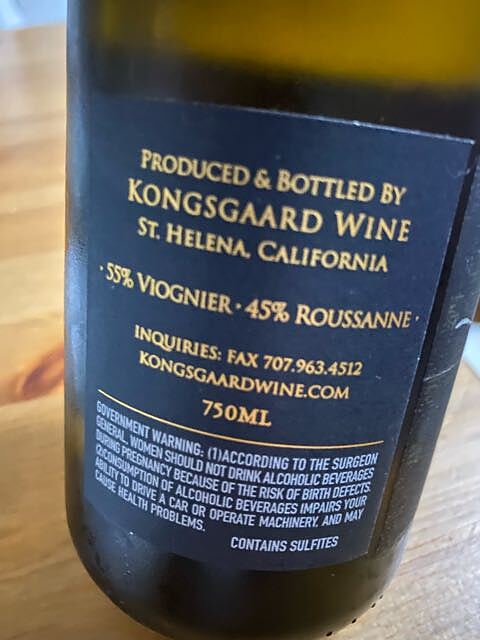 PRODUCED & BOTTLED BY
KONGSGAARD WINE
ST. HELENA, CALIFORNIA
· 55% VIOGNIER · 45% ROUSSANNE ·
INQUIRIES: FAX 707.963.4512
KONGSGAARDWINE.COM
750ML
GOVERNMENT WARNING: (1)ACCORDING TO THE SURGEON
GENERAL, WOMEN SHOULD NOT DRINK ALCOHOLIC BEVERAGES
DURING PREGNANCY BECAUSE OF THE RISK OF BIRTH DEFECTS.
(2)CONSUMPTION OF ALCOHOLIC BEVERAGES IMPAIRS YOUR
ABILITY TO DRIVE A CAR OR OPERATE MACHINERY, AND MAY
CAUSE HEALTH PROBLEMS.
CONTAINS SULFITES